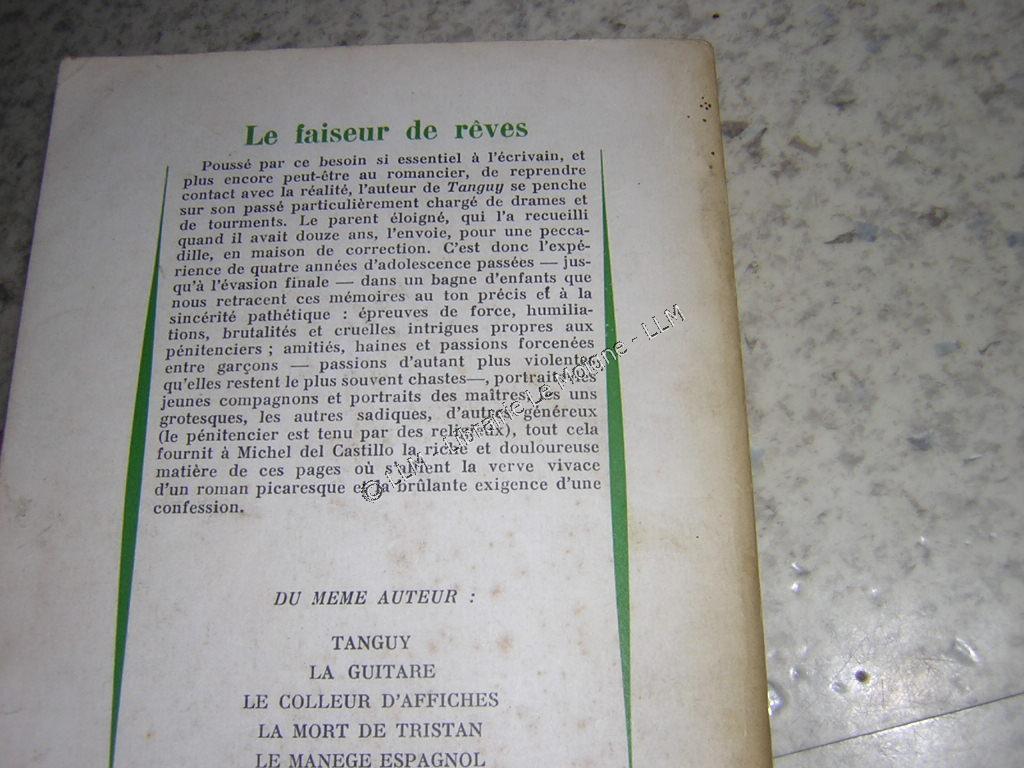 Le faiseur de rêves
Poussé par ce besoin si essentiel à l'écrivain, et
plus encore peut-être au romancier, de reprendre
contact avec la réalité, l'auteur de Tanguy se penche
sur son passé particulièrement chargé de drames et
de tourments. Le parent éloigné, qui l'a recueilli
quand il avait douze ans, l'envoie, pour une pecca-
dille, en maison de correction. C'est donc l'expé-
rience de quatre années d'adolescence passées — jus-
qu'à l'évasion finale — dans un bagne d'enfants que
nous retracent ces mémoires au ton précis et à la
sincérité pathétique : épreuves de force, humilia-
tions, brutalités et cruelles intrigues propres aux
pénitenciers ; amitiés, haines et passions forcenées
entre garçons — passions d'autant plus violentes
qu'elles restent le plus souvent chastes—, portraits des
jeunes compagnons et portraits des maîtres, les uns
grotesques, les autres sadiques, d'autres généreux
(le pénitencier est tenu par des religieux), tout cela
fournit à Michel del Castillo la riche et douloureuse
matière de ces pages où s'allient la verve vivace
d'un roman picaresque et la brûlante exigence d'une
confession.
DU MEME AUTEUR :
TANGUY
LA GUITARE
LE COLLEUR D'AFFICHES
LA MORT DE TRISTAN
LE MANEGE ESPAGNOL
© LLM - Librairie Le Moigne - LLM